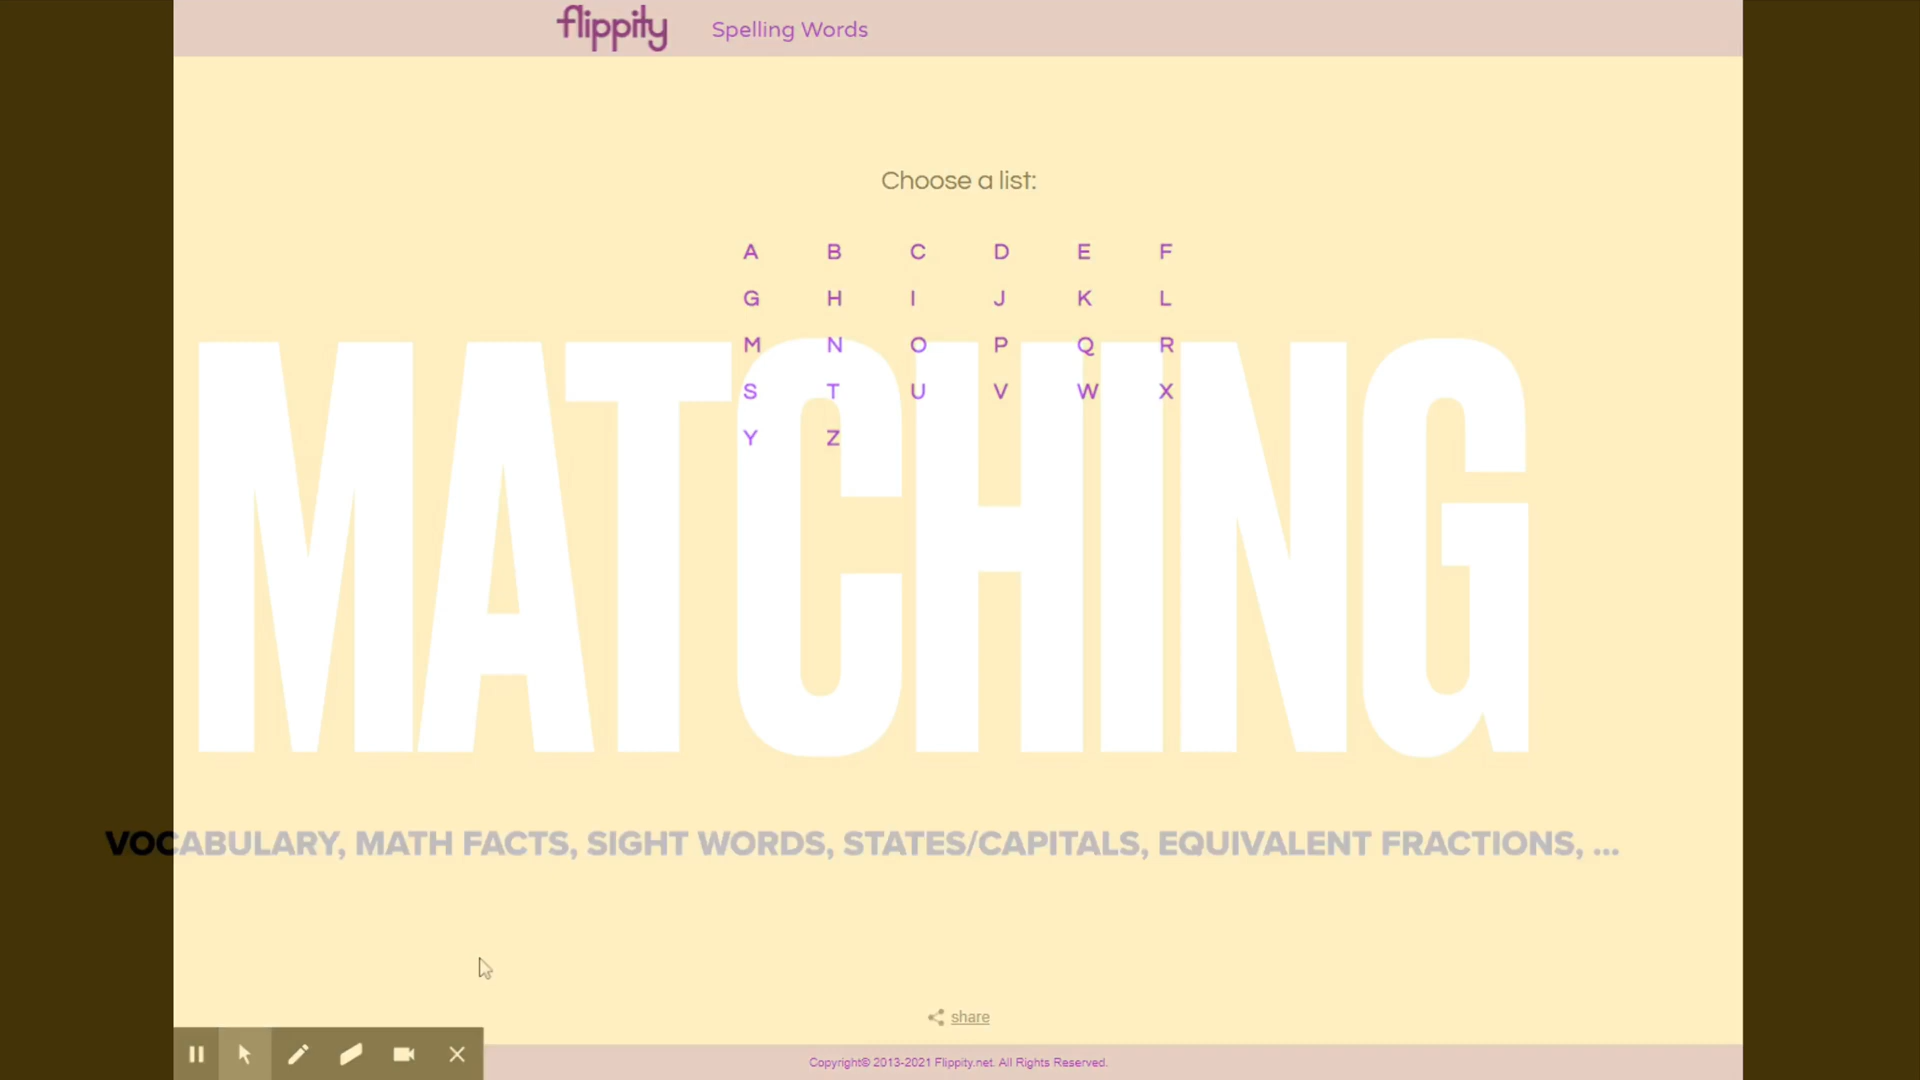 flippity Spelling Words
Choose a list:
A B C D E F
G H I J K L
M N O P Q R
S T U V W X
Y Z
MATCHING
VOCABULARY, MATH FACTS, SIGHT WORDS, STATES/CAPITALS, EQUIVALENT FRACTIONS, ...
share
Copyright© 2013-2021 Flippity.net. All Rights Reserved.